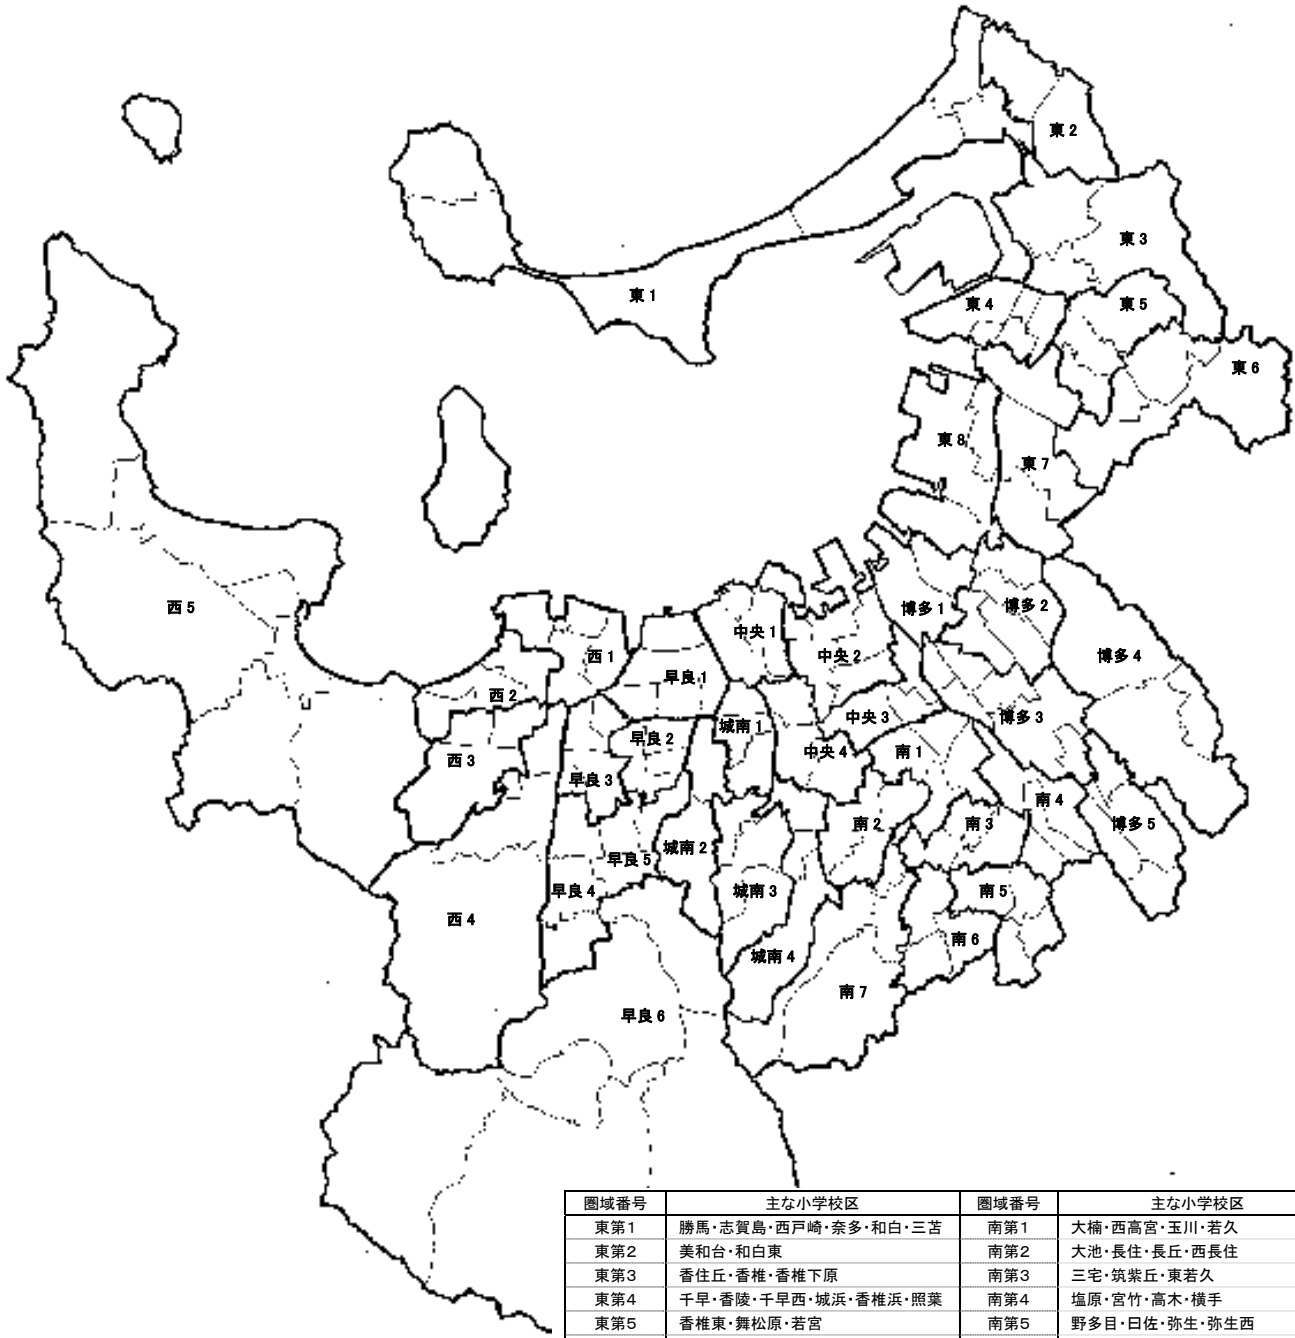 東2
東3
東1
東4
東5
東6
東8
東7
西5
博多1
博多2
中央1
中央2
西1
博多4
早良1
西2
中央3
博多3
城南1
早良2
中央4
南1
西3
早良3
南4
南2
南3
博多5
城南2
早良5
城南3
早良4
南5
西4
南6
城南4
南7
早良6
圏域番号 主な小学校区 圏域番号 主な小学校区
東第1 勝馬・志賀島・西戸崎・奈多・和白・三苫 南第1 大楠・西高宮・玉川・若久
東第2 美和台・和白東 南第2 大池・長住・長丘・西長住
東第3 香住丘・香椎・香椎下原 南第3 三宅・筑紫丘・東若久
東第4 千早・香陵・千早西・城浜・香椎浜・照葉 南第4 塩原・宮竹・高木・横手
東第5 香椎東・舞松原・若宮 南第5 野多目・曰佐・弥生・弥生西